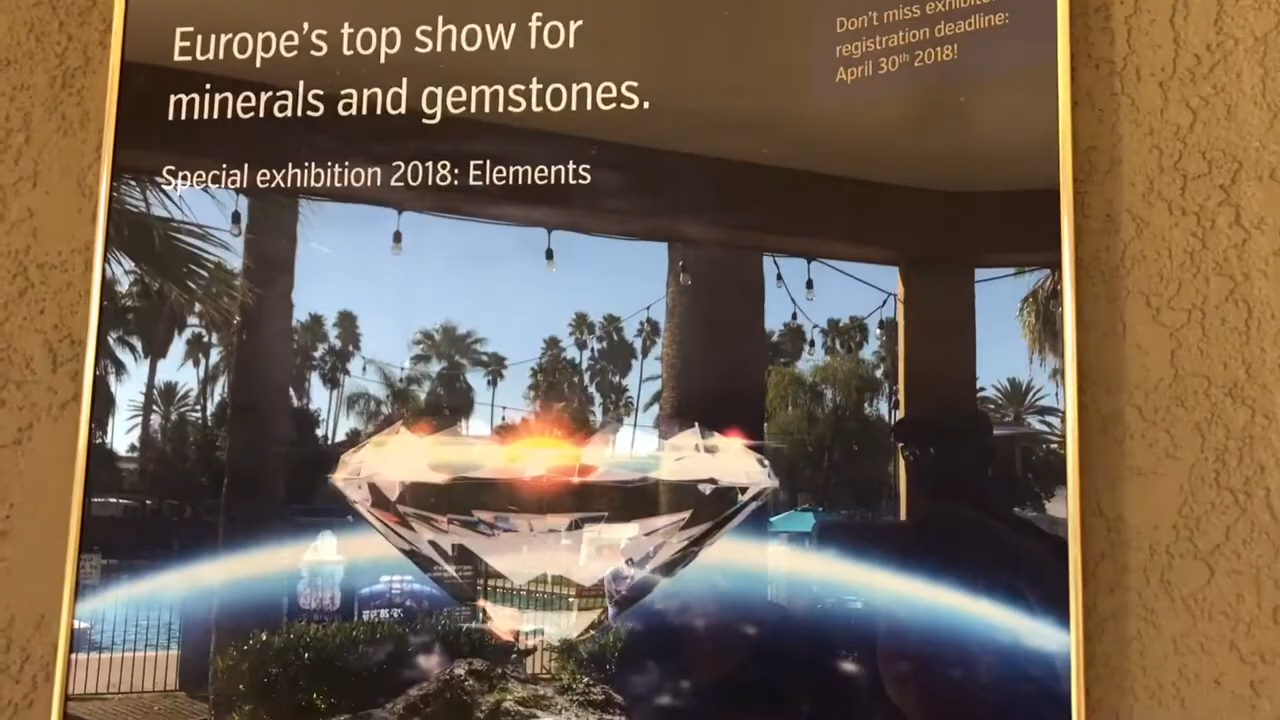 Europe's top show for
minerals and gemstones.
Special exhibition 2018: Elements
Don't miss
registration deadline:
April 30th 2018!